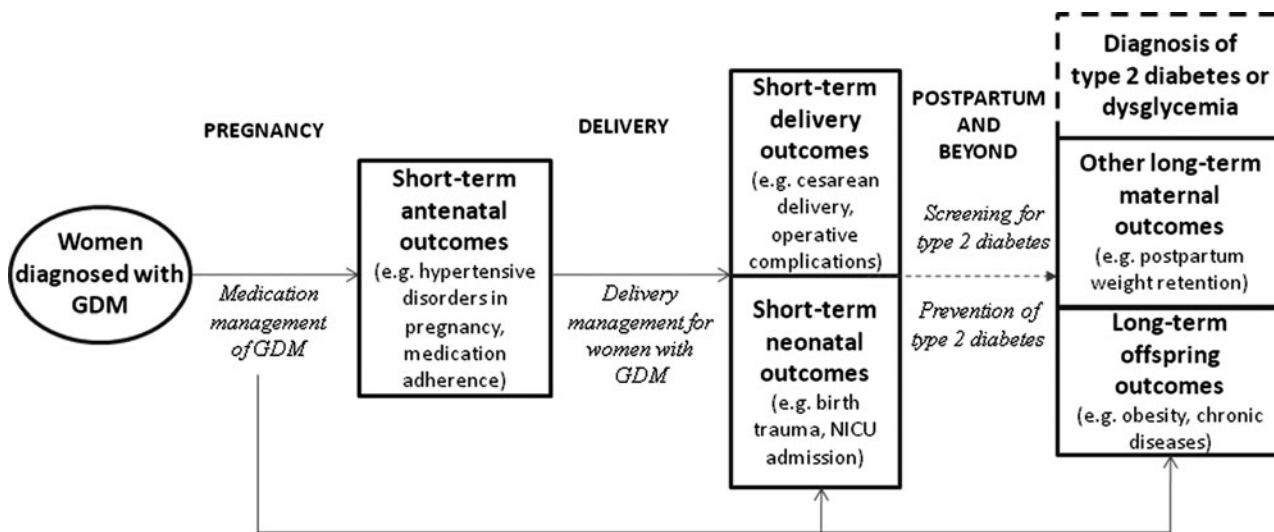 Women
diagnosed with
GDM
PREGNANCY
Medication
management
of GDM
Short-term
antenatal
outcomes
(e.g. hypertensive
disorders in
pregnancy,
medication
adherence)
DELIVERY
Delivery
management for
women with
GDM
Short-term
delivery
outcomes
(e.g. cesarean
delivery,
operative
complications)
Short-term
neonatal
outcomes
(e.g. birth
trauma, NICU
admission)
POSTPARTUM
AND
BEYOND
Screening for
type 2 diabetes
Prevention of
type 2 diabetes
Diagnosis of
type 2 diabetes or
dysglycemia
Other long-term
maternal
outcomes
(e.g. postpartum
weight retention)
Long-term
offspring
outcomes
(e.g. obesity, chronic
diseases)